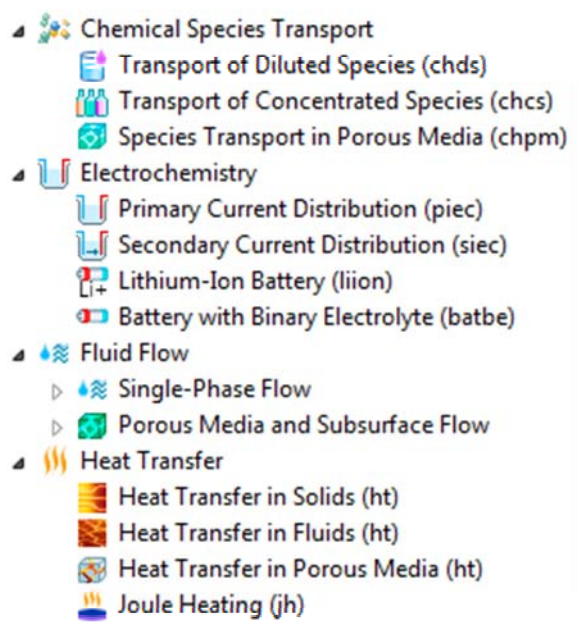 Chemical Species Transport
Transport of Diluted Species (chds)
Transport of Concentrated Species (chcs)
Species Transport in Porous Media (chpm)
Electrochemistry
Primary Current Distribution (piec)
Secondary Current Distribution (siec)
Lithium-Ion Battery (liion)
Battery with Binary Electrolyte (batbe)
Fluid Flow
Single-Phase Flow
Porous Media and Subsurface Flow
Heat Transfer
Heat Transfer in Solids (ht)
Heat Transfer in Fluids (ht)
Heat Transfer in Porous Media (ht)
Joule Heating (jh)